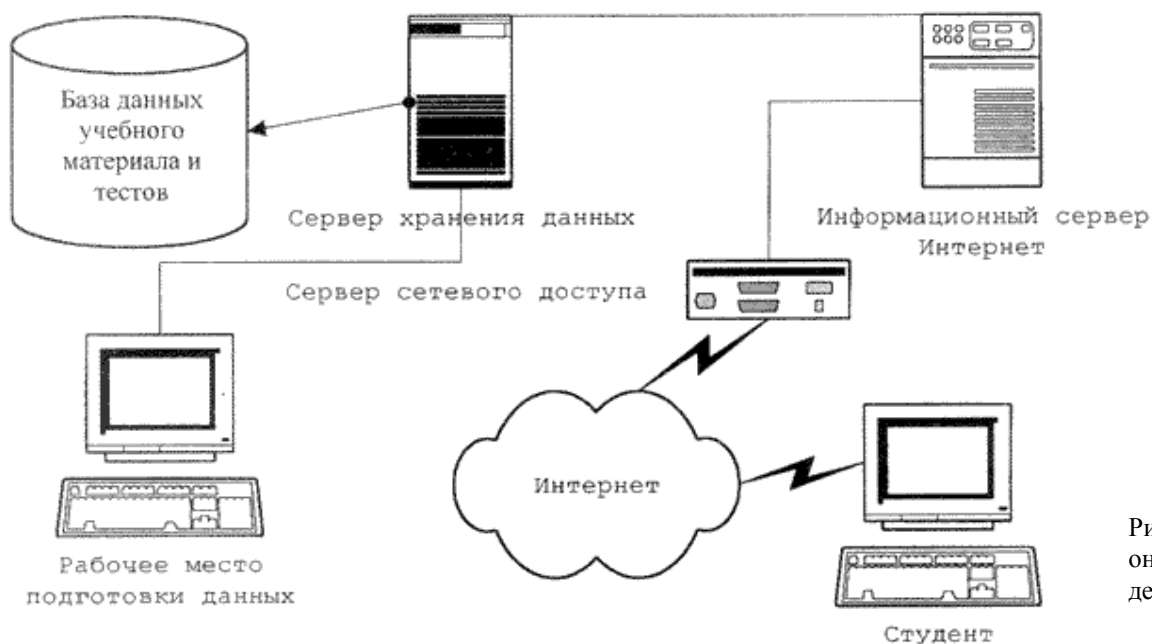 База данных
учебного
материала и
тестов
Сервер хранения данных
Информационный сервер
Интернет
Сервер сетевого доступа
Интернет
Рабочее место
подготовки данных
Студент